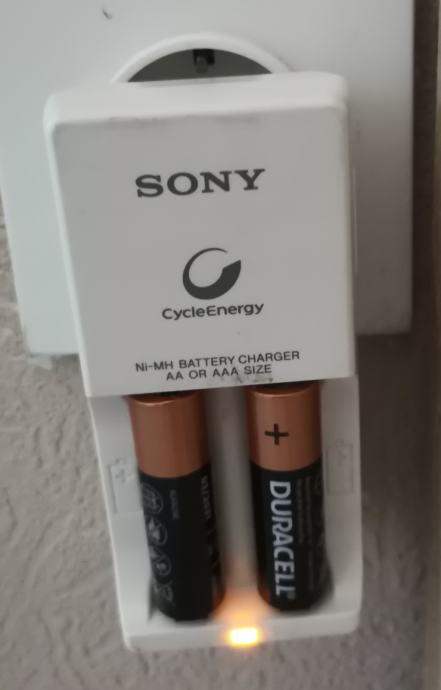 SONY
CycleEnergy
Ni-MH BATTERY CHARGER
AA OR AAA SIZE
+
DURACELL